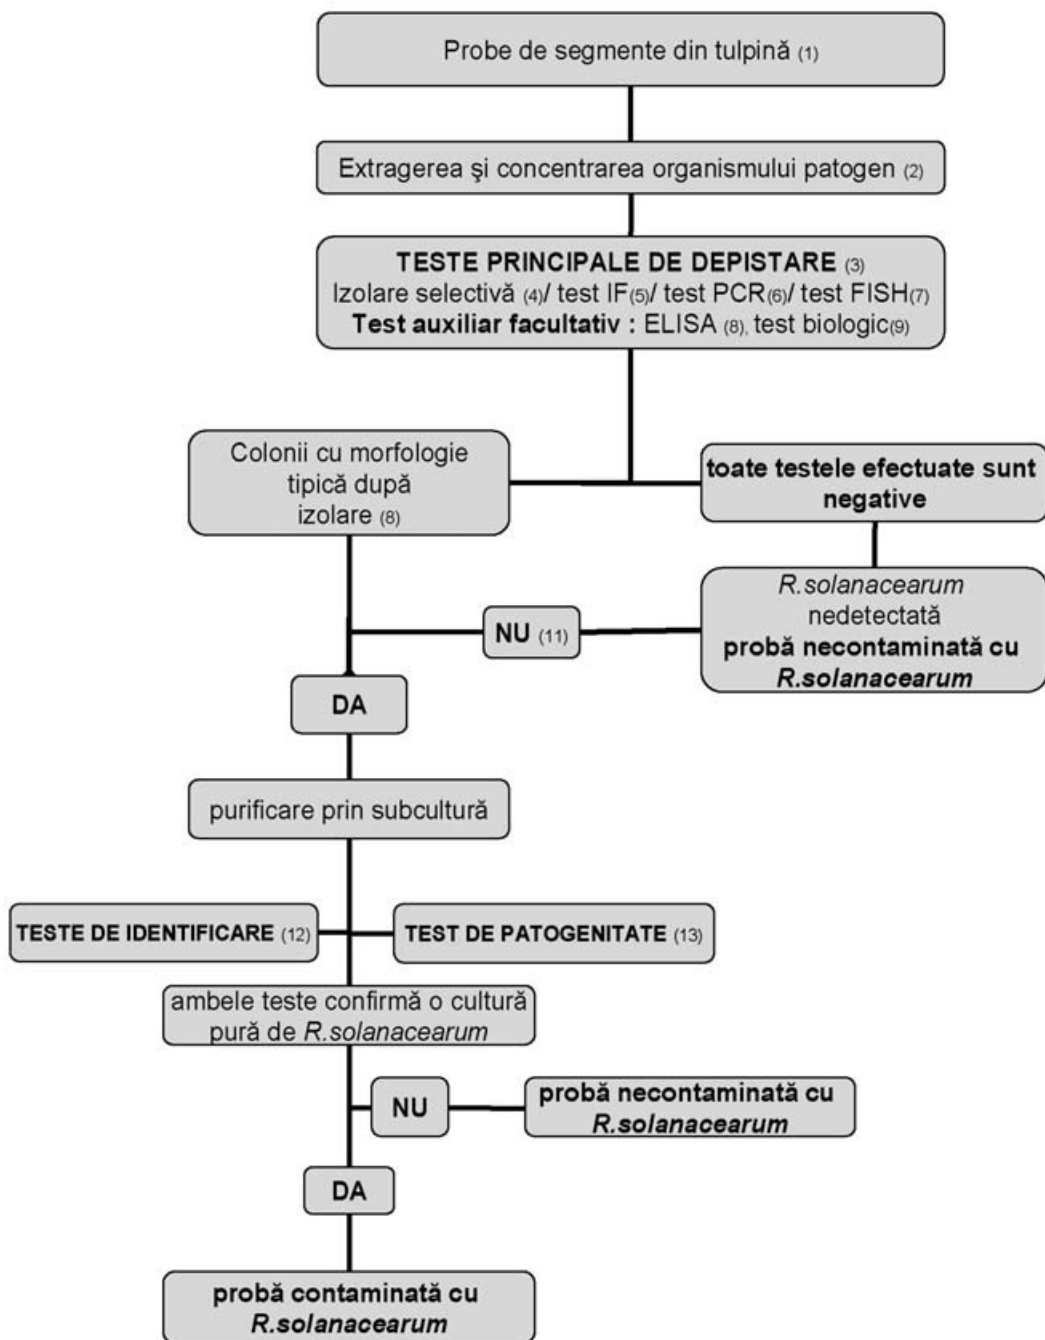 Probe de segmente din tulpină (1)
Extragerea şi concentrarea organismului patogen (2)
TESTE PRINCIPALE DE DEPISTARE (3)
Izolare selectivă (4)/ test IF(5)/ test PCR(6)/ test FISH(7)
Test auxiliar facultativ : ELISA (8), test biologic(9)
Colonii cu morfologie
tipică după
izolare (8)
toate testele efectuate sunt
negative
R.solanacearum
nedetectată
probă necontaminată cu
R.solanacearum
NU (11)
DA
purificare prin subcultură
TESTE DE IDENTIFICARE (12)
TEST DE PATOGENITATE (13)
ambele teste confirmă o cultură
pură de R.solanacearum
NU
probă necontaminată cu
R.solanacearum
DA
probă contaminată cu
R.solanacearum